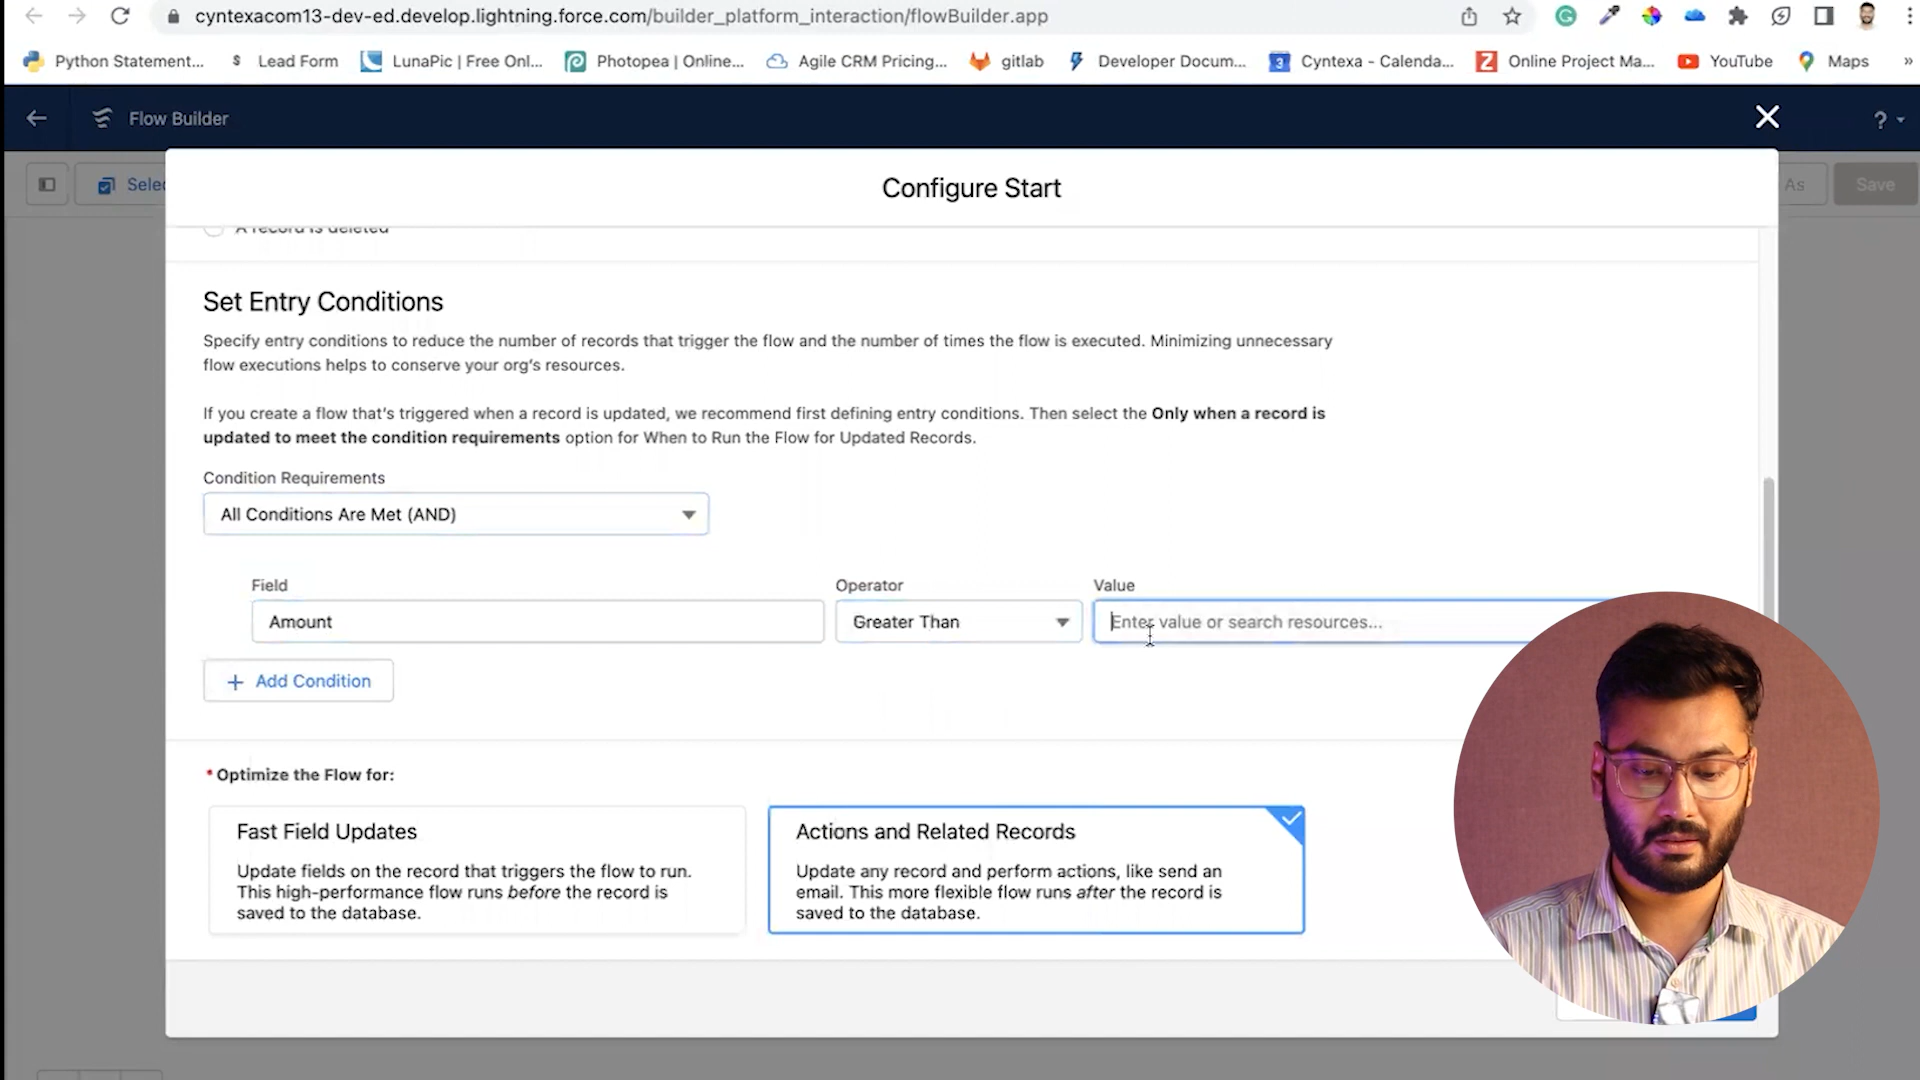 cyntexacom13-dev-ed.develop.lightning.force.com/builder_platform_interaction/flowBuilder.app
Python Statement... Lead Form LunaPic | Free Onl... Photopea | Online... Agile CRM Pricing... gitlab Developer Docum... Cyntexa - Calenda... Online Project Ma... YouTube Maps »
Flow Builder ?
Selec As Save
Configure Start
A record is deleted
Set Entry Conditions
Specify entry conditions to reduce the number of records that trigger the flow and the number of times the flow is executed. Minimizing unnecessary
flow executions helps to conserve your org's resources.
If you create a flow that's triggered when a record is updated, we recommend first defining entry conditions. Then select the Only when a record is
updated to meet the condition requirements option for When to Run the Flow for Updated Records.
Condition Requirements
All Conditions Are Met (AND)
Field Operator Value
Amount Greater Than Enter value or search resources...
+ Add Condition
* Optimize the Flow for:
Fast Field Updates
Update fields on the record that triggers the flow to run.
This high-performance flow runs before the record is
saved to the database.
Actions and Related Records
Update any record and perform actions, like send an
email. This more flexible flow runs after the record is
saved to the database.